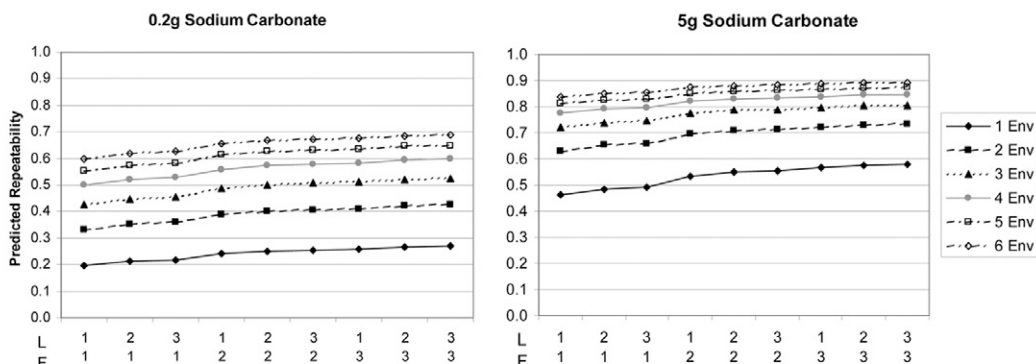 0.2g Sodium Carbonate
5g Sodium Carbonate
Predicted Repeatability
1.0
0.9
0.8
0.7
0.6
0.5
0.4
0.3
0.2
0.1
0.0
L 1 2 3 1 2 3 1 2 3
F 1 1 1 2 2 2 3 3 3
1.0
0.9
0.8
0.7
0.6
0.5
0.4
0.3
0.2
0.1
0.0
1 2 3 1 2 3 1 2 3
1 1 1 2 2 2 3 3 3
L
1 Env
2 Env
3 Env
4 Env
5 Env
6 Env